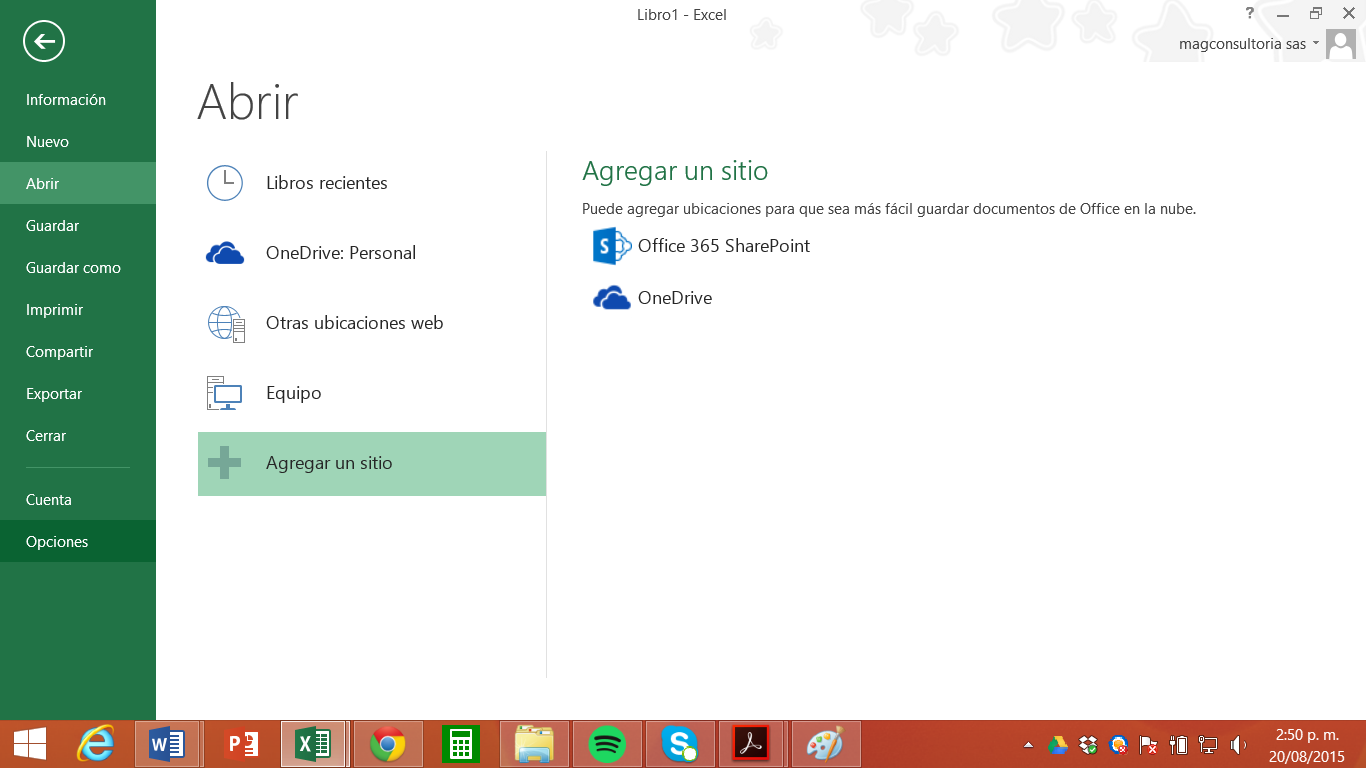 Libro1 - Excel
?
magconsultoria sas
Información
Nuevo
Abrir
Guardar
Guardar como
Imprimir
Compartir
Exportar
Cerrar
Cuenta
Opciones
Abrir
Libros recientes
OneDrive: Personal
Otras ubicaciones web
Equipo
Agregar un sitio
Agregar un sitio
Puede agregar ubicaciones para que sea más fácil guardar documentos de Office en la nube.
Office 365 SharePoint
OneDrive
2:50 p. m.
20/08/2015